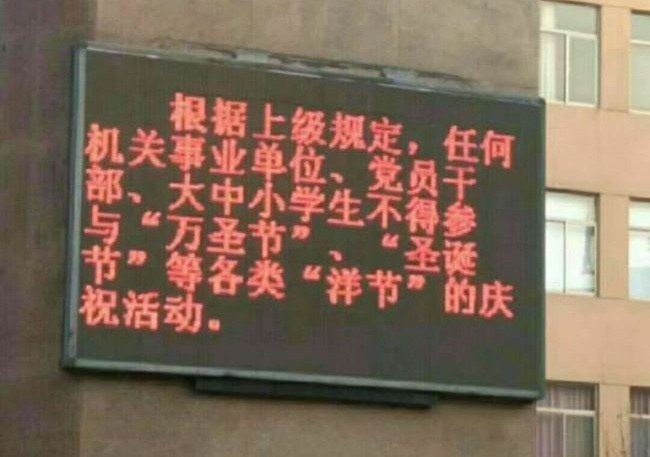 根据上级规定，任何
机关事业单位、党员干
部、大中小学生不得参
与“万圣节”、“圣诞
节”等各类“洋节”的庆
祝活动。